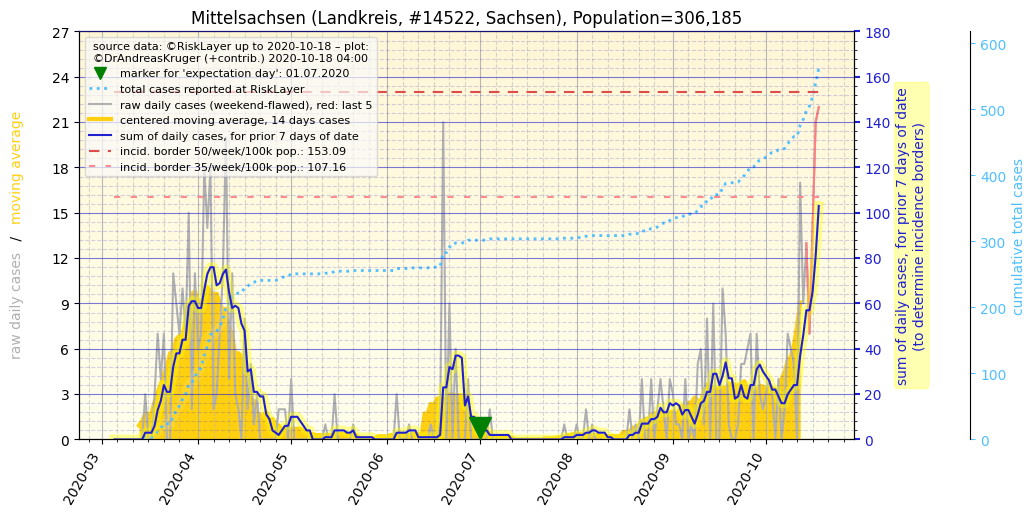 Mittelsachsen (Landkreis, #14522, Sachsen), Population=306,185
source data: ©RiskLayer up to 2020-10-18 – plot:
©DrAndreasKruger (+contrib.) 2020-10-18 04:00
marker for 'expectation day': 01.07.2020
total cases reported at RiskLayer
raw daily cases (weekend-flawed), red: last 5
centered moving average, 14 days cases
sum of daily cases, for prior 7 days of date
incid. border 50/week/100k pop.: 153.09
incid. border 35/week/100k pop.: 107.16
raw daily cases / moving average
27
24
21
18
15
12
9
6
3
0
2020-03
2020-04
2020-05
2020-06
2020-07
2020-08
2020-09
2020-10
180
160
140
120
100
80
60
40
20
0
sum of daily cases, for prior 7 days of date
(to determine incidence borders)
600
500
400
300
200
100
0
cumulative total cases